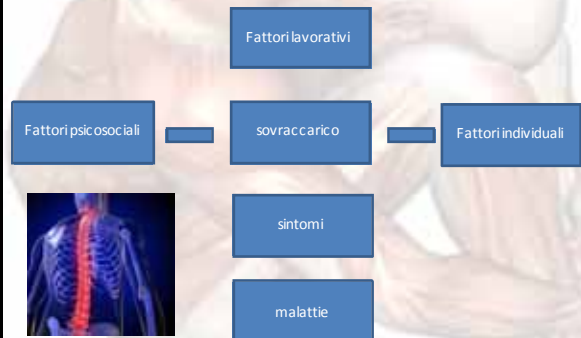 Fattori lavorativi
Fattori psicosociali
sovraccarico
Fattori individuali
sintomi
malattie